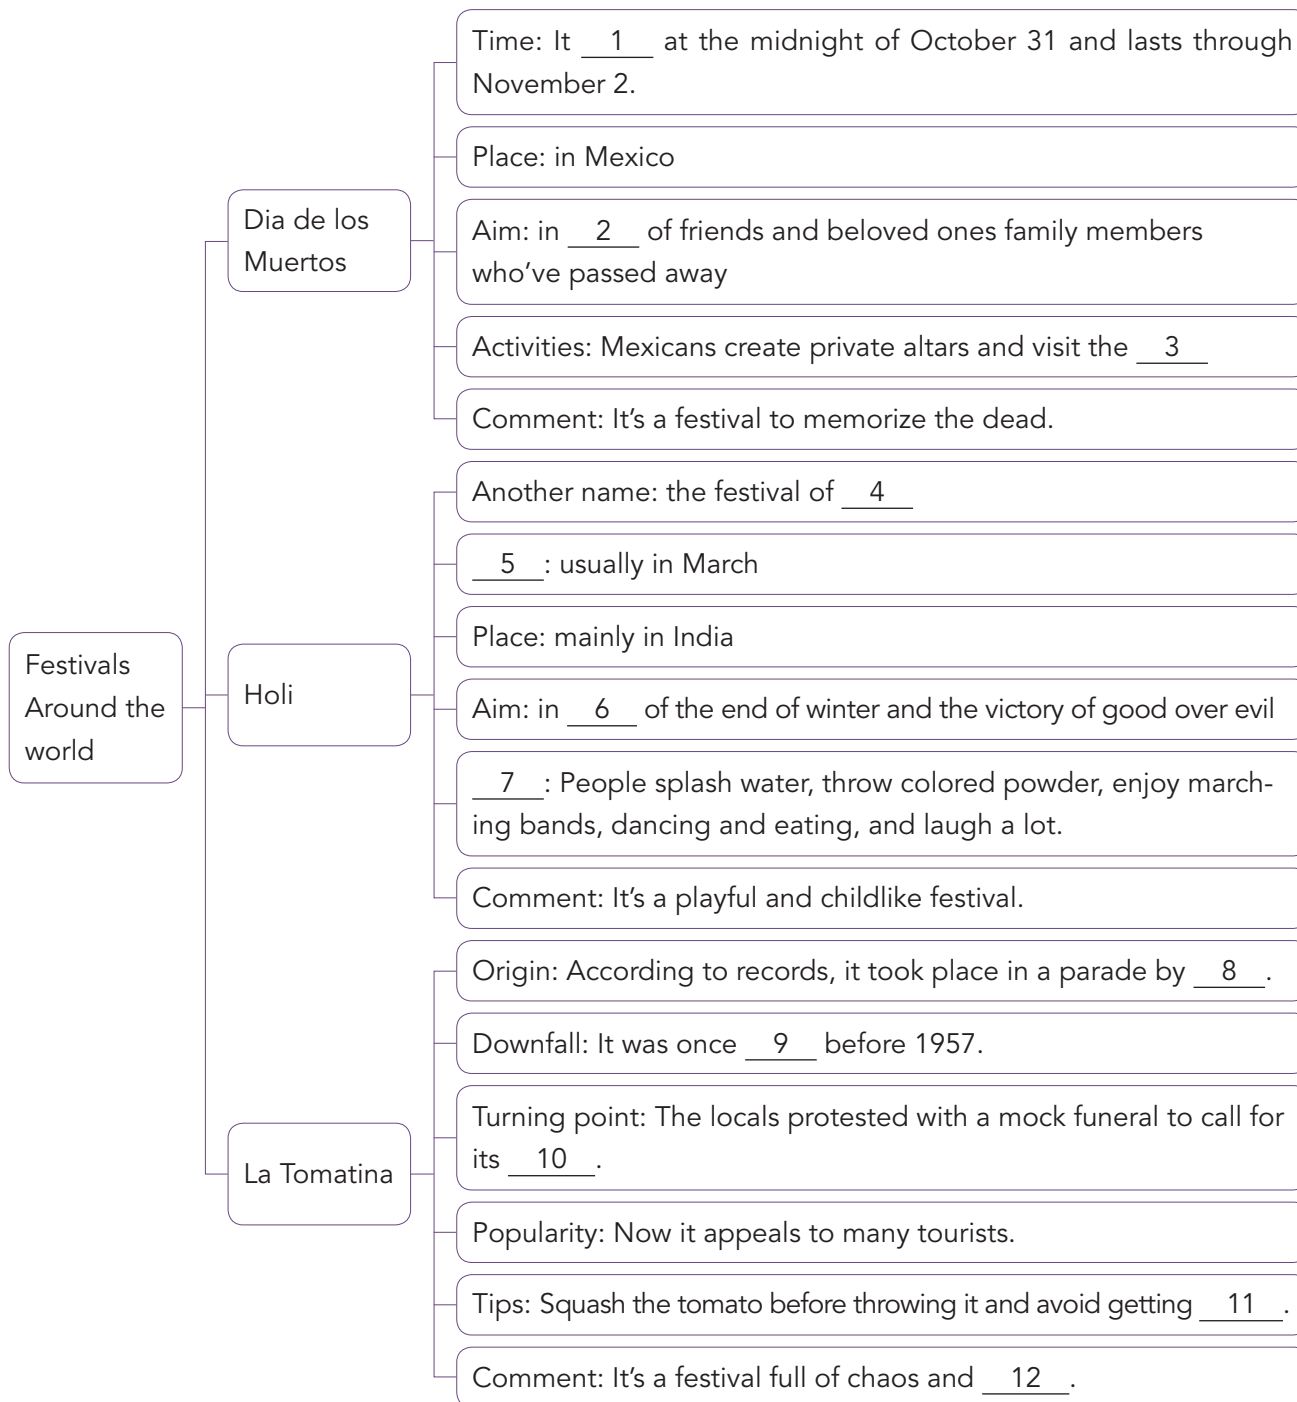 Festivals
Around the
world
Dia de los
Muertos
Time: It 1 at the midnight of October 31 and lasts through
November 2.
Place: in Mexico
Aim: in 2 of friends and beloved ones family members
who've passed away
Activities: Mexicans create private altars and visit the 3
Comment: It's a festival to memorize the dead.
Holi
Another name: the festival of 4
5 : usually in March
Place: mainly in India
Aim: in 6 of the end of winter and the victory of good over evil
7 : People splash water, throw colored powder, enjoy march-
ing bands, dancing and eating, and laugh a lot.
Comment: It's a playful and childlike festival.
La Tomatina
Origin: According to records, it took place in a parade by 8 .
Downfall: It was once 9 before 1957.
Turning point: The locals protested with a mock funeral to call for
its 10 .
Popularity: Now it appeals to many tourists.
Tips: Squash the tomato before throwing it and avoid getting 11 .
Comment: It's a festival full of chaos and 12 .